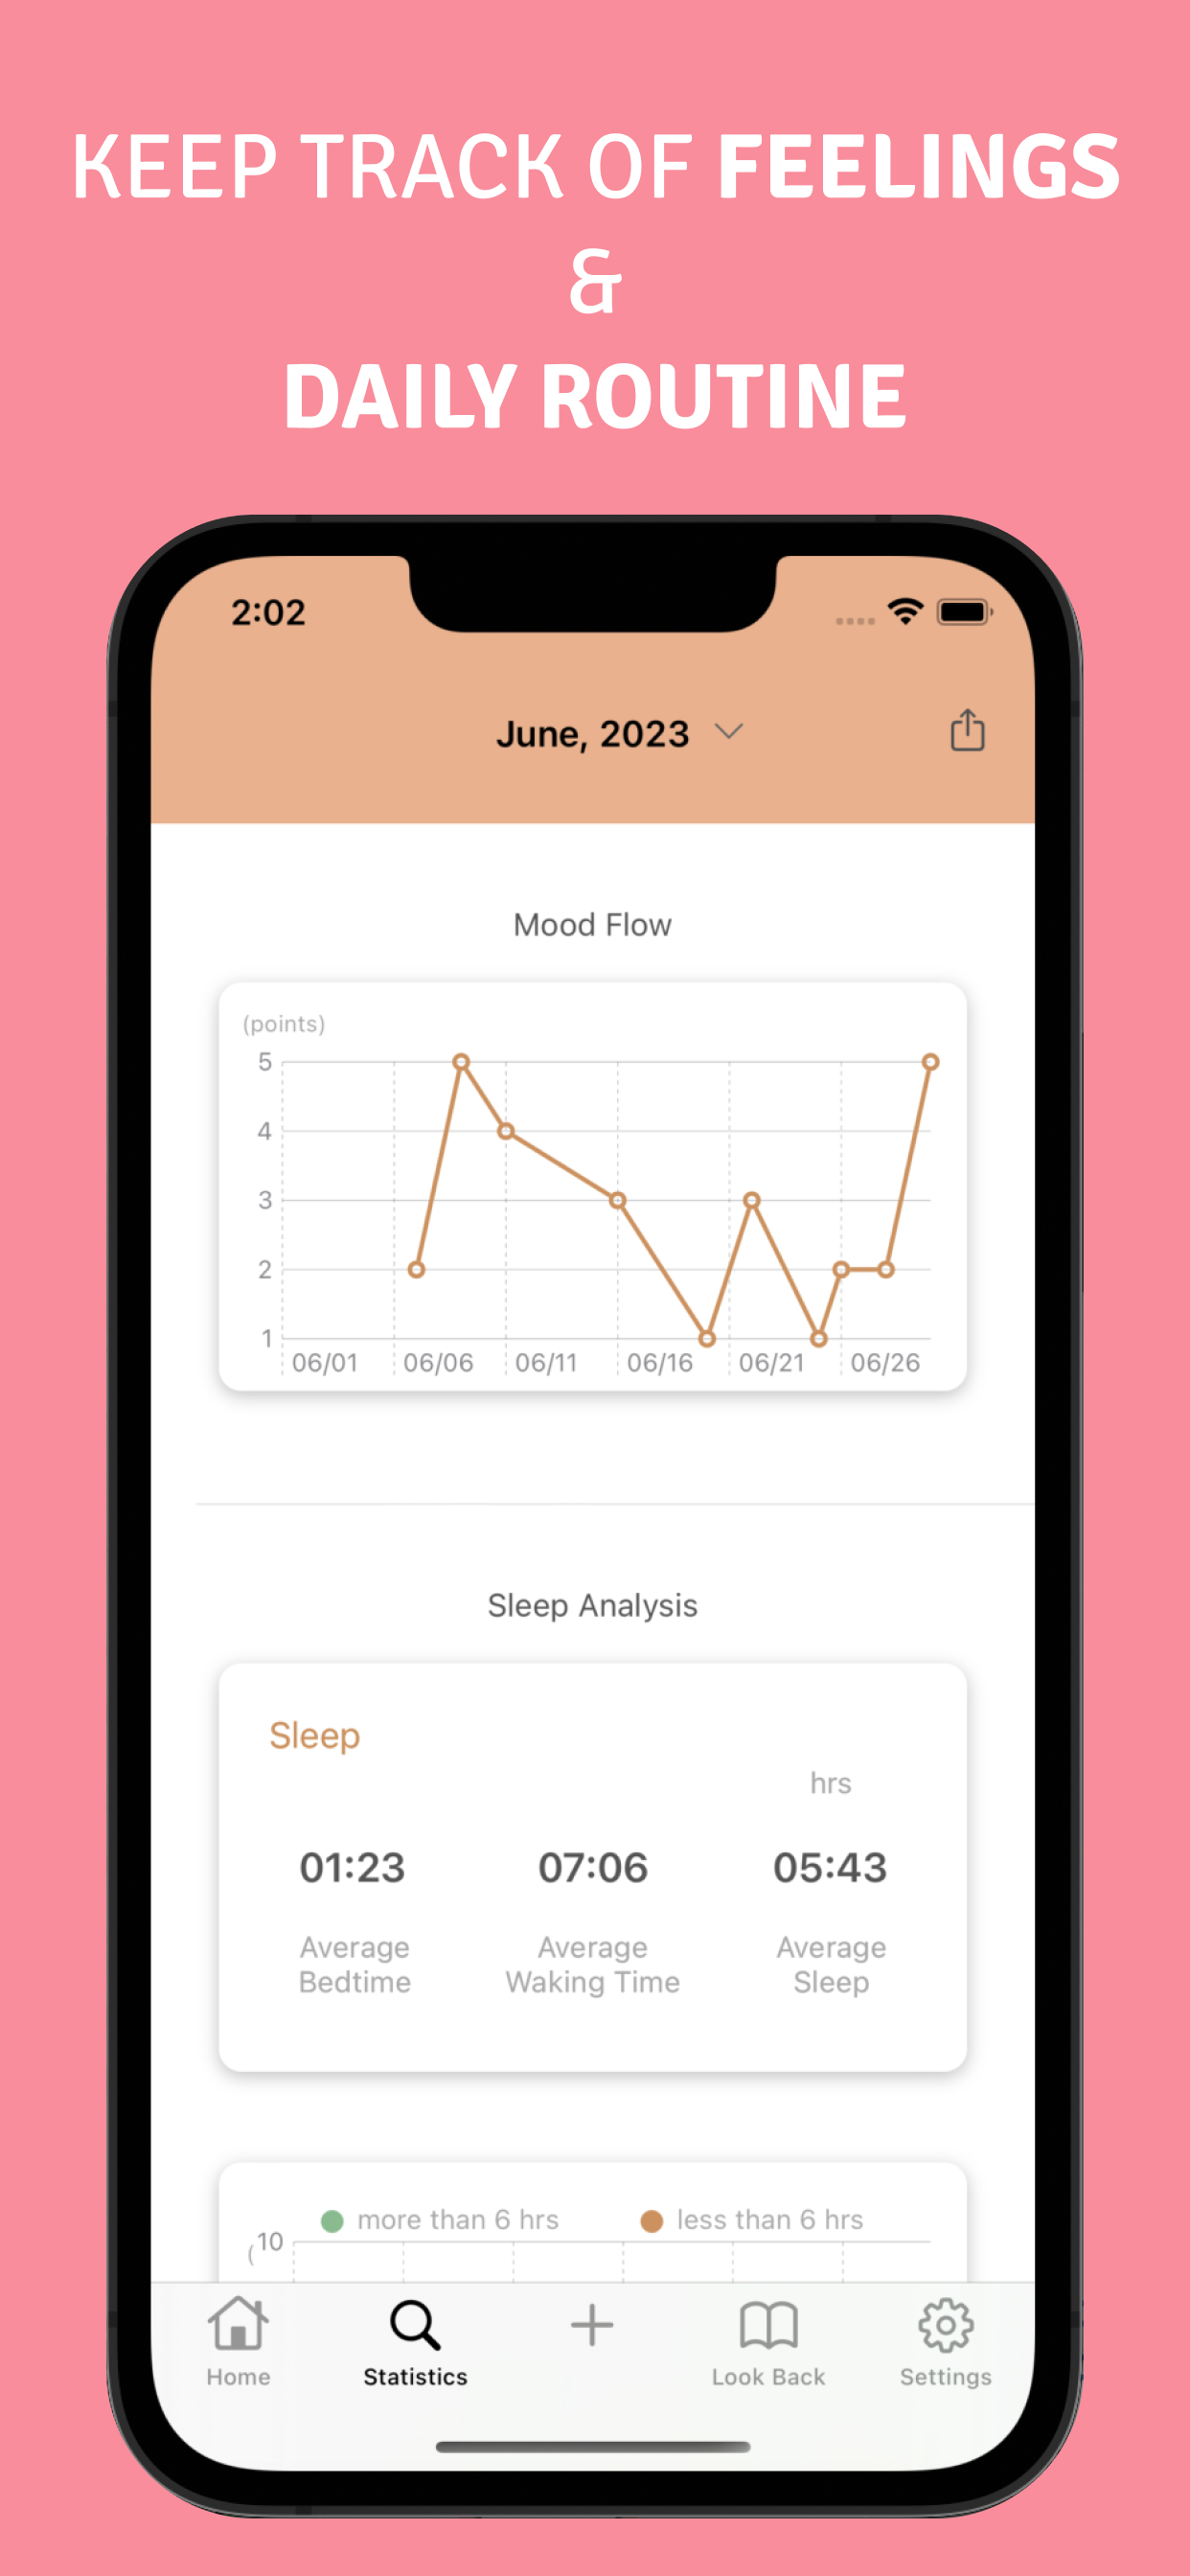 KEEP TRACK OF FEELINGS
&
DAILY ROUTINE
2:02
June, 2023
Mood Flow
(points)
5
4
3
2
1
06/01 06/06 06/11 06/16 06/21 06/26
Sleep Analysis
Sleep
hrs
01:23 07:06 05:43
Average Average Average
Bedtime Waking Time Sleep
more than 6 hrs less than 6 hrs
10
(
Home Statistics + Look Back Settings